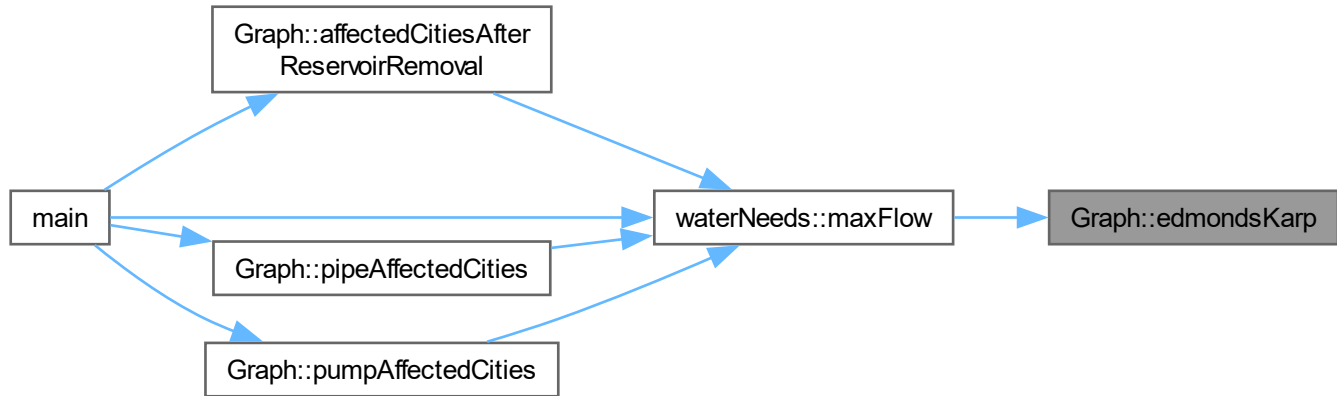 Graph::affectedCitiesAfter
ReservoirRemoval
main
waterNeeds::maxFlow
Graph::edmondsKarp
Graph::pipeAffectedCities
Graph::pumpAffectedCities